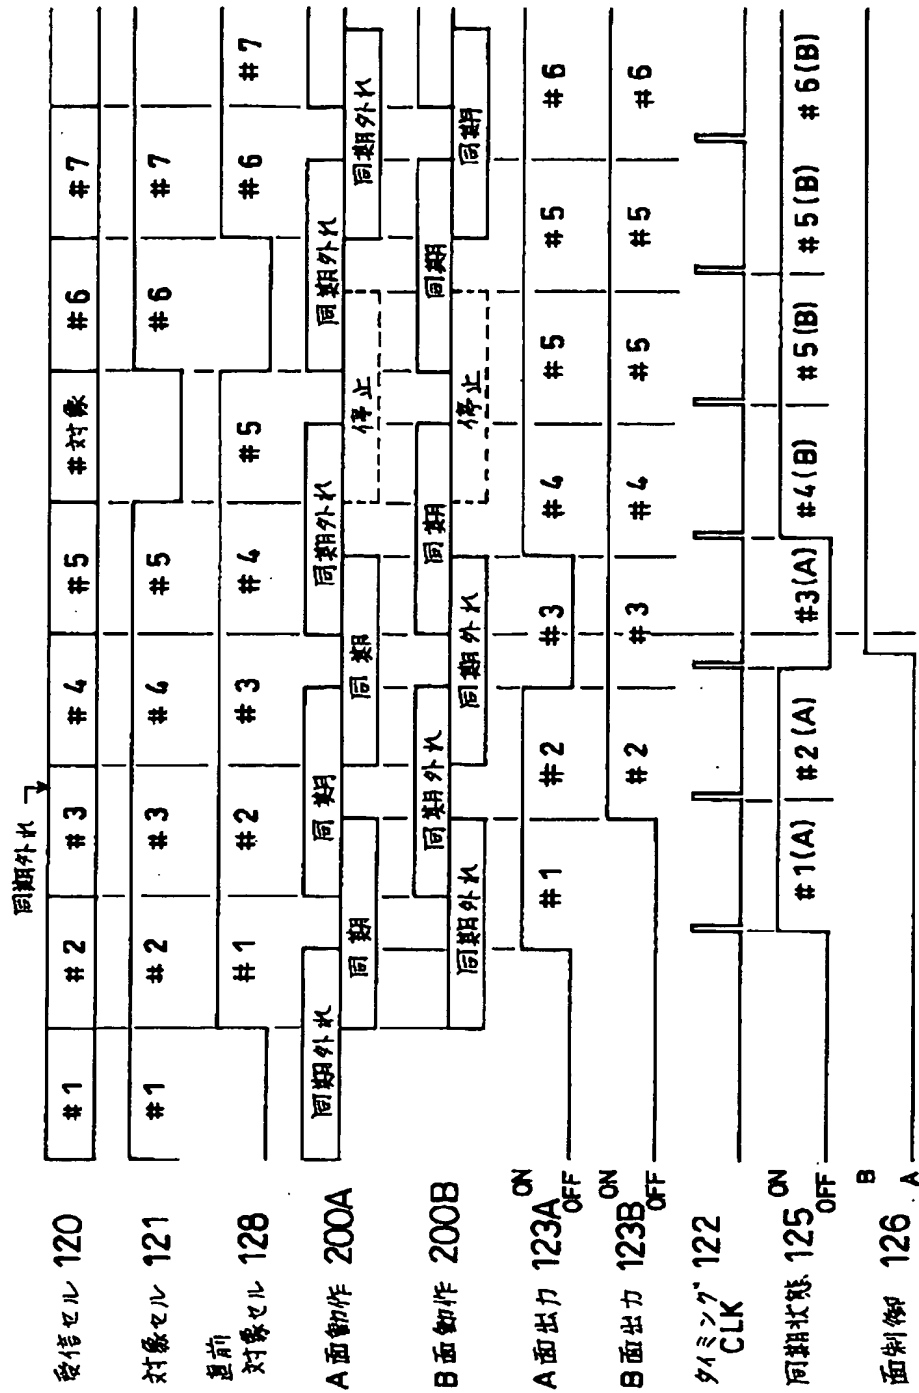 同期外れ
受信セル 120 #1 #2 #3 #4 #5 #対象 #6 #7
対象セル 121 #1 #2 #3 #4 #5 #6 #7
直前
対象セル 128 #1 #2 #3 #4 #5 #6 #7
A面動作 200A 同期外れ 同期 同期外れ 同期外れ
同期 同期 停止 同期外れ
B面動作 200B 同期外れ 同期 同期
同期外れ 同期外れ 停止 同期
A面出力 123A ON OFF #1 #2 #3 #4 #5 #5 #6
B面出力 123B ON OFF #2 #3 #4 #5 #5 #6
タイミング 122
CLK
同期状態 125 ON OFF #1(A) #2(A) #3(A) #4(B) #5(B) #5(B) #6(B)
面制御 126 B A